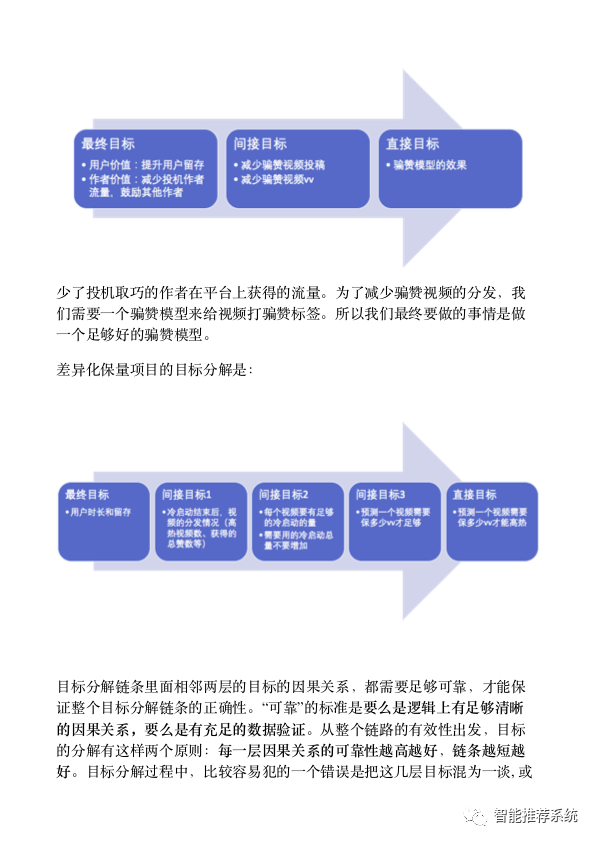 最终目标
• 用户价值：提升用户留存
• 作者价值：减少投机作者
流量，鼓励其他作者
间接目标
• 减少骗赞视频投稿
• 减少骗赞视频vv
直接目标
• 骗赞模型的效果
少了投机取巧的作者在平台上获得的流量。为了减少骗赞视频的分发，我
们需要一个骗赞模型来给视频打骗赞标签。所以我们最终要做的事情是做
一个足够好的骗赞模型。
差异化保量项目的目标分解是：
最终目标
• 用户时长和留存
间接目标1
• 冷启动结束后，视
频的分发情况（高
热视频数、获得的
总赞数等）
间接目标2
• 每个视频要有足够
的冷启动的量
• 需要用的冷启动总
量不要增加
间接目标3
• 预测一个视频需要
保多少vv才足够
直接目标
• 预测一个视频需要
保多少vv才能高热
目标分解链条里面相邻两层的目标的因果关系，都需要足够可靠，才能保
证整个目标分解链条的正确性。“可靠”的标准是要么是逻辑上有足够清晰
的因果关系，要么是有充足的数据验证。从整个链路的有效性出发，目标
的分解有这样两个原则：每一层因果关系的可靠性越高越好，链条越短越
好。目标分解过程中，比较容易犯的一个错误是把这几层目标混为一谈，或
智能推荐系统